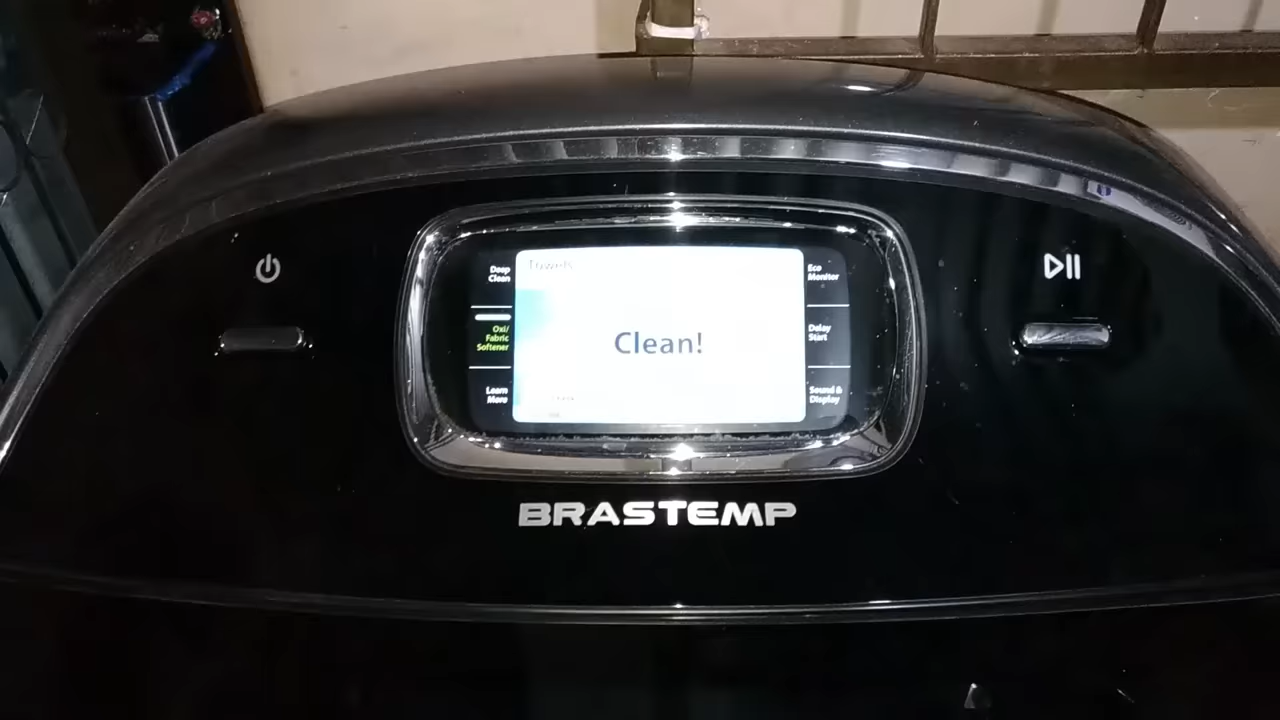 Towels
Deep
Clean
Oxi/
Fabric
Softener
Learn
More
Clean!
Eco
Monitor
Delay
Start
Sound &
Display
BRASTEMP